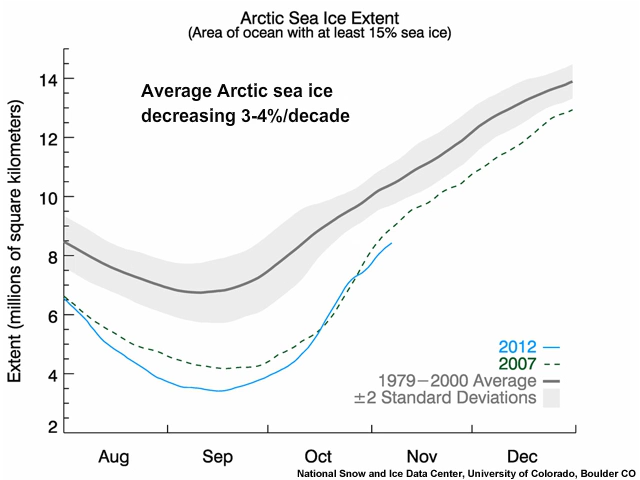 Arctic Sea Ice Extent
(Area of ocean with at least 15% sea ice)
Average Arctic sea ice
decreasing 3-4%/decade
Extent (millions of square kilometers)
14
12
10
8
6
4
2
2012
2007
1979−2000 Average
±2 Standard Deviations
Aug Sep Oct Nov Dec
National Snow and Ice Data Center, University of Colorado, Boulder CO